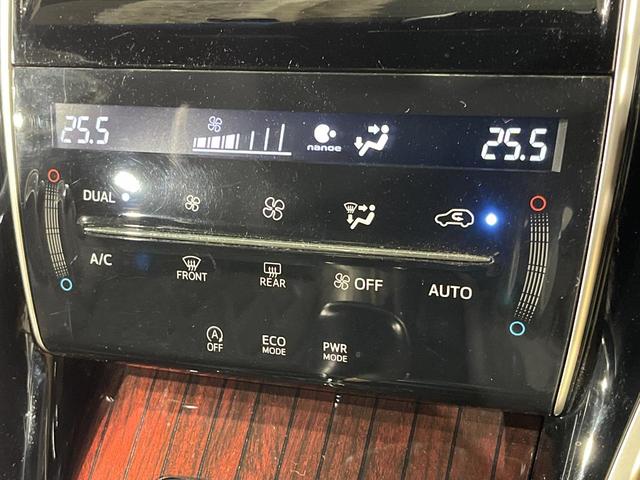 25.5 nanoe 25.5
DUAL
A/C FRONT REAR OFF AUTO
A OFF ECO MODE PWR MODE